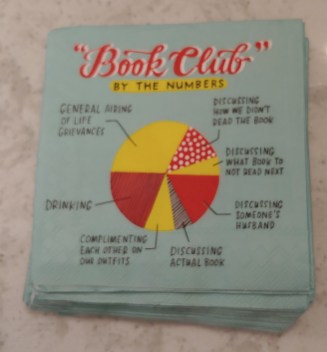 "Book Club"
BY THE NUMBERS
GENERAL AIRING
OF LIFE
GRIEVANCES
DISCUSSING
HOW WE DIDN'T
READ THE BOOK
DISCUSSING
WHAT BOOK TO
NOT READ NEXT
DRINKING
DISCUSSING
SOMEONE'S
HUSBAND
COMPLIMENTING
EACH OTHER ON
OUR OUTFITS
DISCUSSING
ACTUAL BOOK